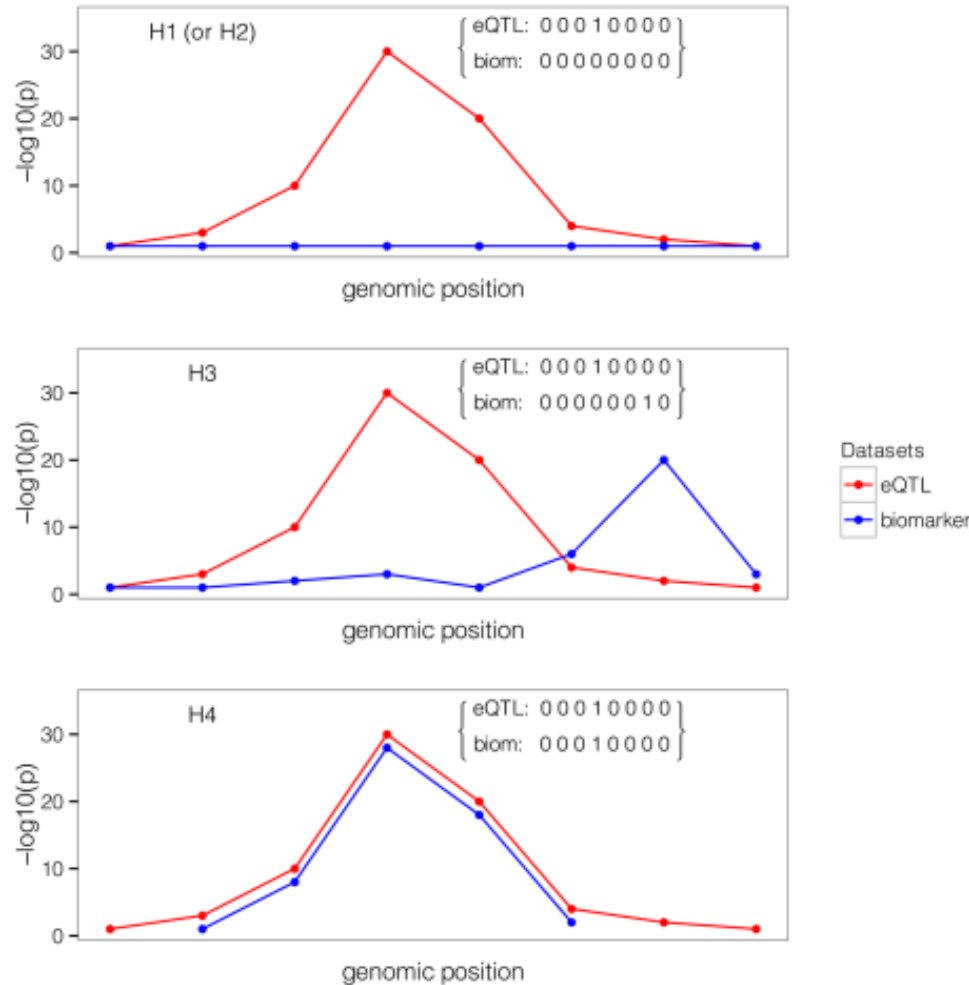 H1 (or H2)
eQTL: 0 0 0 1 0 0 0 0
biom: 0 0 0 0 0 0 0 0
30
20
10
0
−log10(p)
genomic position
H3
eQTL: 0 0 0 1 0 0 0 0
biom: 0 0 0 0 0 0 1 0
30
20
10
0
−log10(p)
genomic position
Datasets
eQTL
biomarker
H4
eQTL: 0 0 0 1 0 0 0 0
biom: 0 0 0 1 0 0 0 0
30
20
10
0
−log10(p)
genomic position